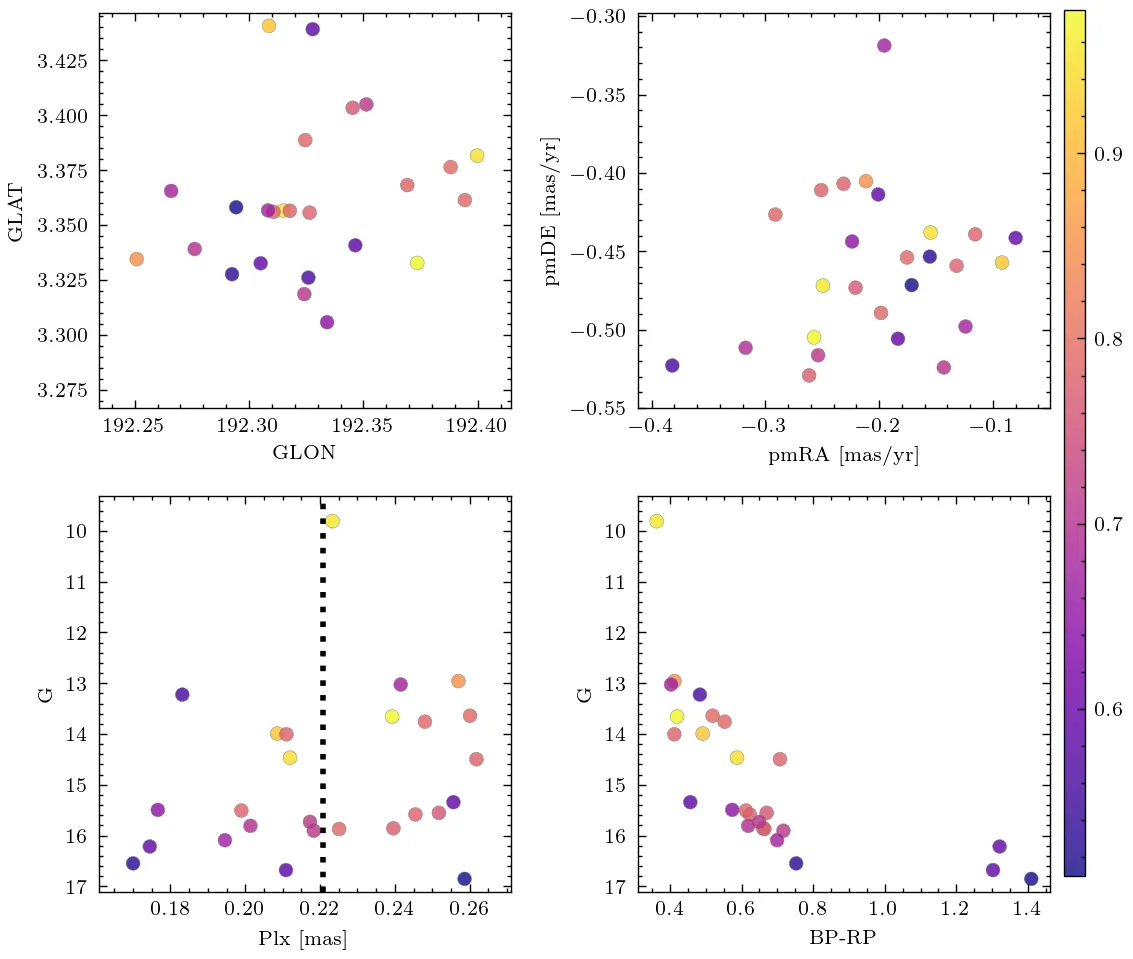 3.425
3.400
3.375
3.350
3.325
3.300
3.275
GLAT
192.25 192.30 192.35 192.40
GLON
−0.30
−0.35
−0.40
−0.45
−0.50
−0.55
pmDE [mas/yr]
−0.4 −0.3 −0.2 −0.1
pmRA [mas/yr]
0.9
0.8
0.7
0.6
10
11
12
13
14
15
16
17
G
0.18 0.20 0.22 0.24 0.26
Plx [mas]
10
11
12
13
14
15
16
17
G
0.4 0.6 0.8 1.0 1.2 1.4
BP-RP